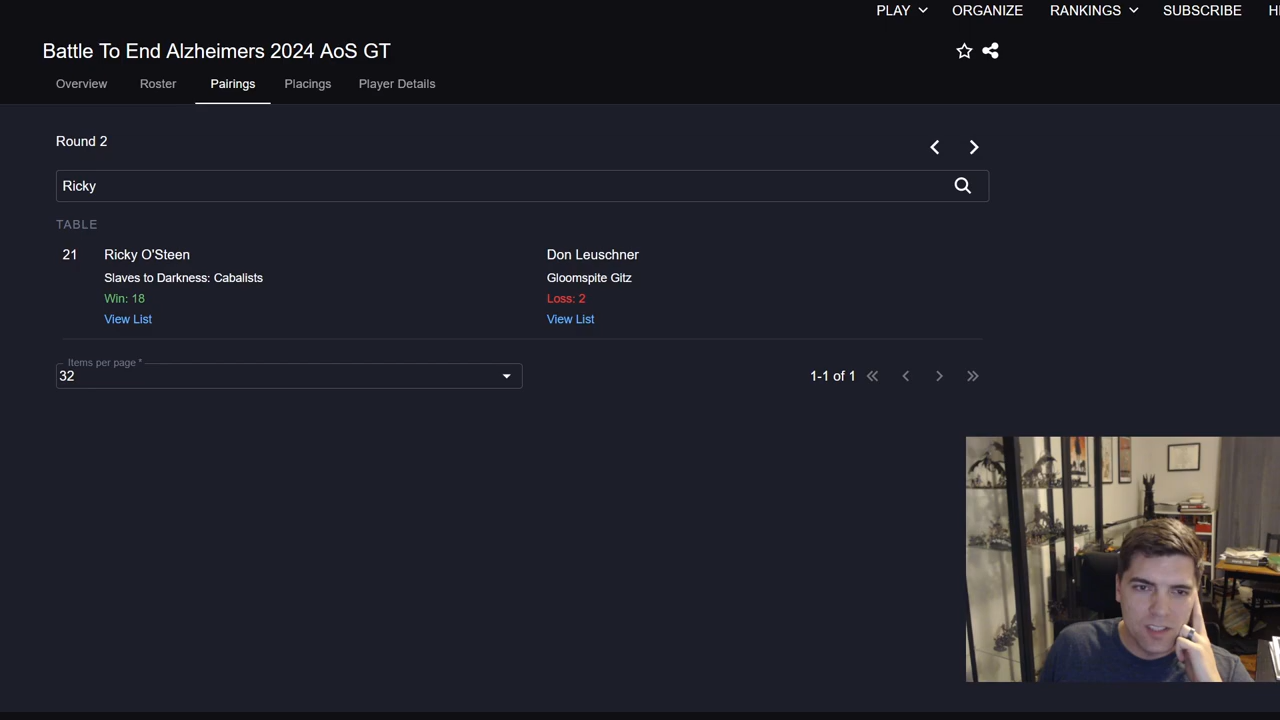 PLAY ORGANIZE RANKINGS SUBSCRIBE
Battle To End Alzheimers 2024 AoS GT
Overview Roster Pairings Placings Player Details
Round 2
Ricky
TABLE
21 Ricky O'Steen Don Leuschner
Slaves to Darkness: Cabalists Gloomspite Gitz
Win: 18 Loss: 2
View List View List
Items per page *
32 1-1 of 1